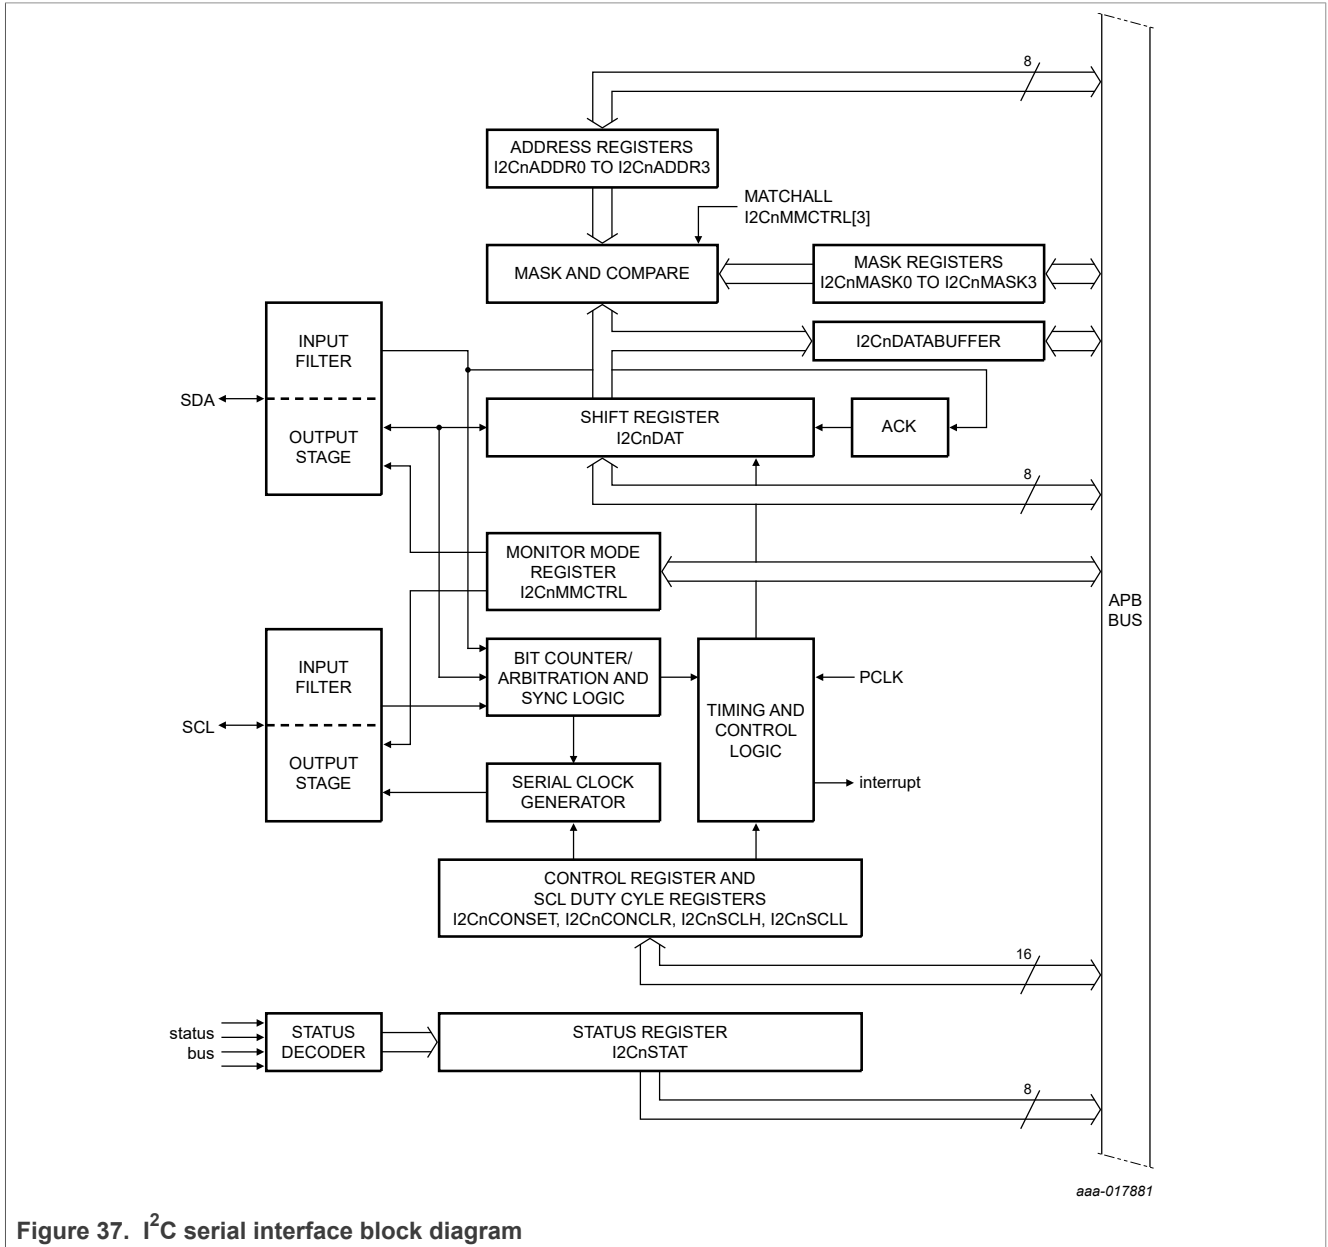 8
ADDRESS REGISTERS
I2CnADDR0 TO I2CnADDR3
MATCHALL
I2CnMMCTRL[3]
MASK AND COMPARE
MASK REGISTERS
I2CnMASK0 TO I2CnMASK3
INPUT
FILTER
I2CnDATABUFFER
SDA
OUTPUT
STAGE
SHIFT REGISTER
I2CnDAT
ACK
8
MONITOR MODE
REGISTER
I2CnMMCTRL
APB
BUS
INPUT
FILTER
BIT COUNTER/
ARBITRATION AND
SYNC LOGIC
PCLK
TIMING AND
CONTROL
LOGIC
SCL
OUTPUT
STAGE
SERIAL CLOCK
GENERATOR
interrupt
CONTROL REGISTER AND
SCL DUTY CYLE REGISTERS
I2CnCONSET, I2CnCONCLR, I2CnSCLH, I2CnSCLL
16
status
bus
STATUS
DECODER
STATUS REGISTER
I2CnSTAT
8
aaa-017881
Figure 37. I²C serial interface block diagram